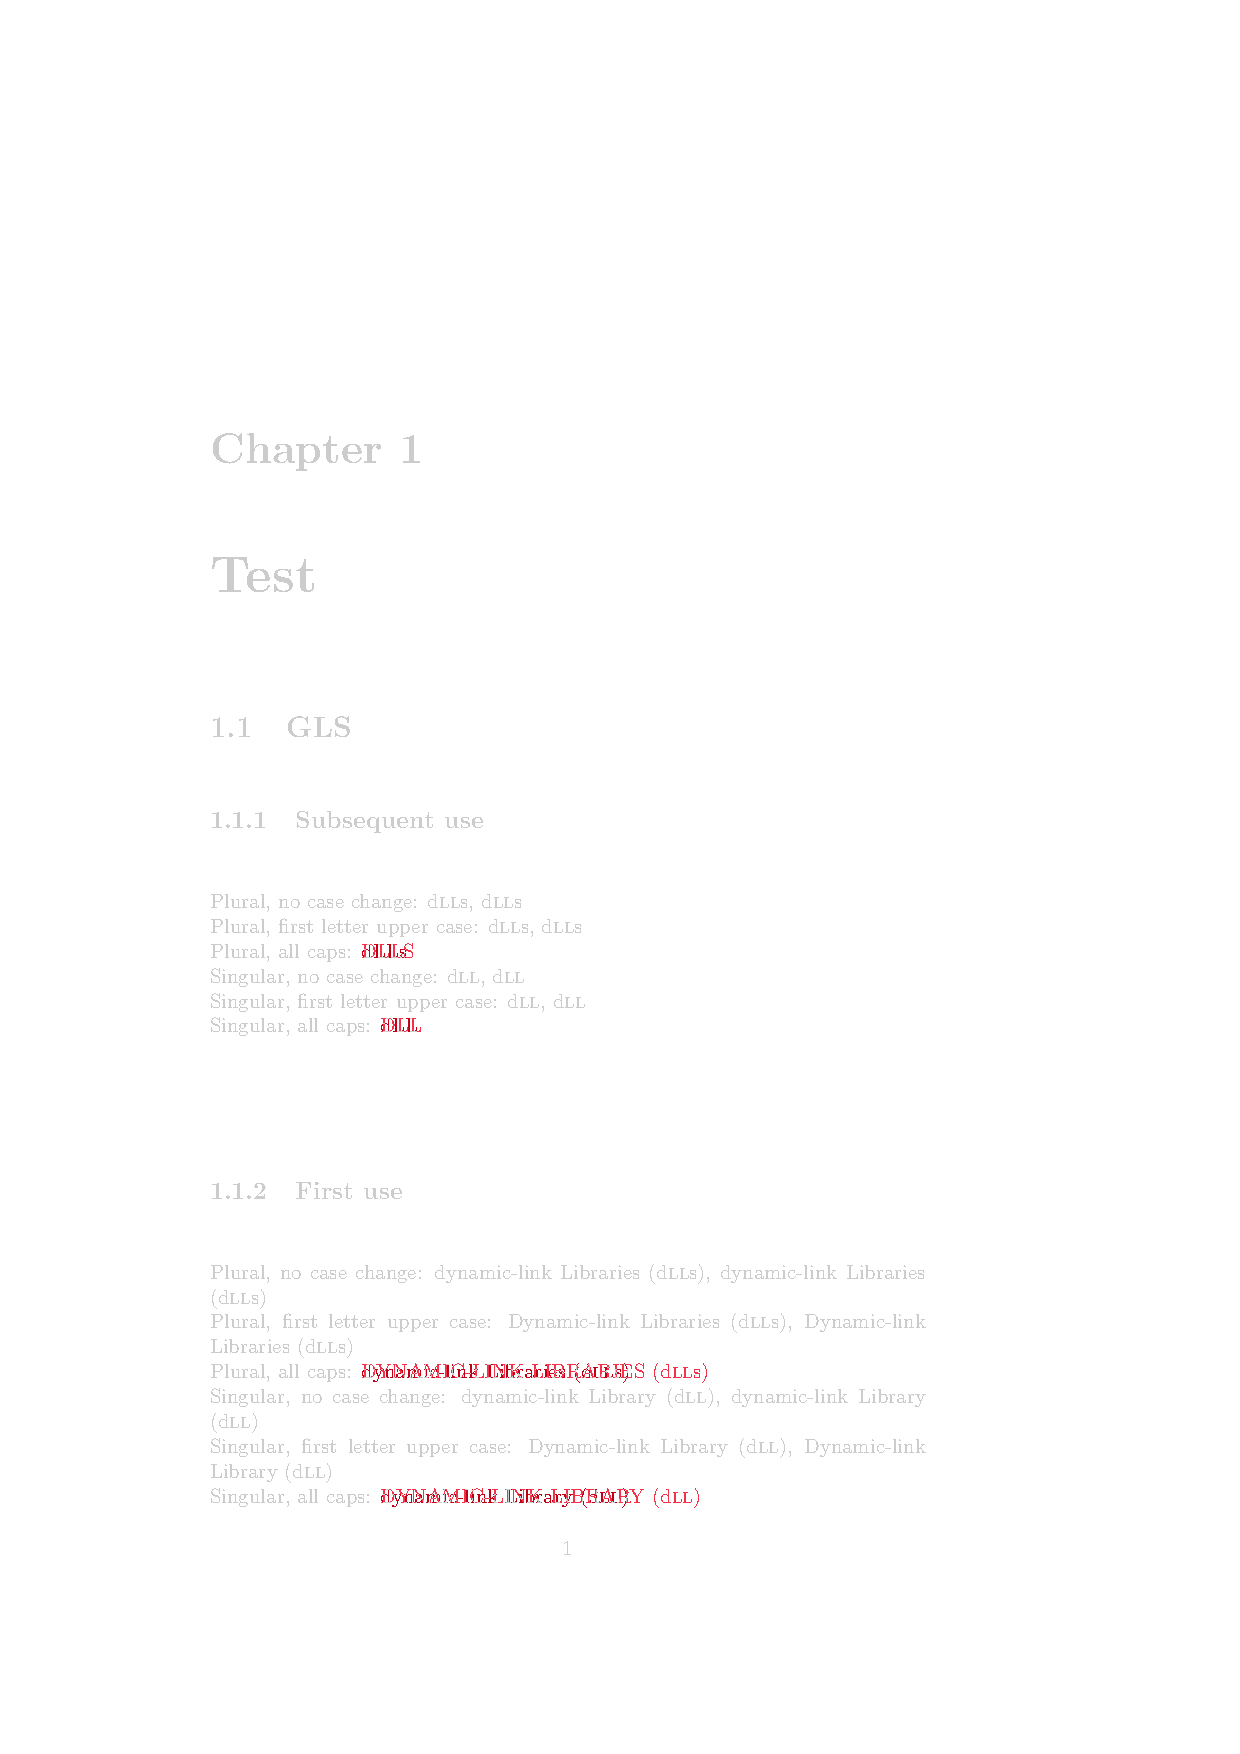 Chapter 1
Test
1.1 GLS
1.1.1 Subsequent use
Plural, no case change: dLLs, dLLs
Plural, first letter upper case: dLLs, dLLs
Plural, all caps:
Singular, no case change: dLL, dLL
Singular, first letter upper case: dLL, dLL
Singular, all caps:
1.1.2 First use
Plural, no case change: dynamic-link Libraries (dLLs), dynamic-link Libraries
(dLLs)
Plural, first letter upper case: Dynamic-link Libraries (dLLs), Dynamic-link
Libraries (dLLs)
Plural, all caps: (dLLs)
Singular, no case change: dynamic-link Library (dLL), dynamic-link Library
(dLL)
Singular, first letter upper case: Dynamic-link Library (dLL), Dynamic-link
Library (dLL)
Singular, all caps: (dLL)
1